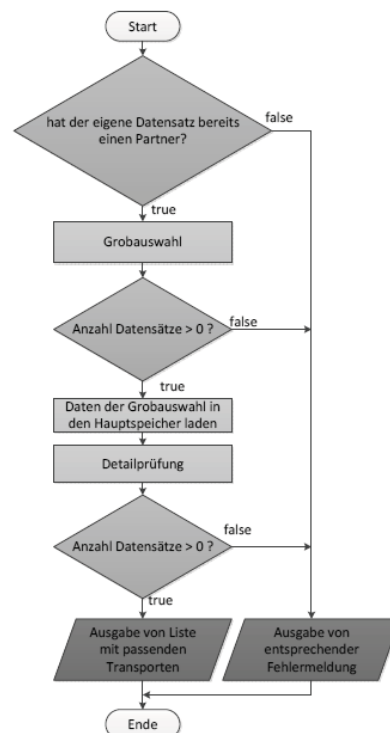 Start
hat der eigene Datensatz bereits
einen Partner?
false
true
Grobauswahl
Anzahl Datensätze > 0 ?
false
true
Daten der Grobauswahl in
den Hauptspeicher laden
Detailprüfung
Anzahl Datensätze > 0 ?
false
true
Ausgabe von Liste
mit passenden
Transporten
Ausgabe von
entsprechender
Fehlermeldung
Ende